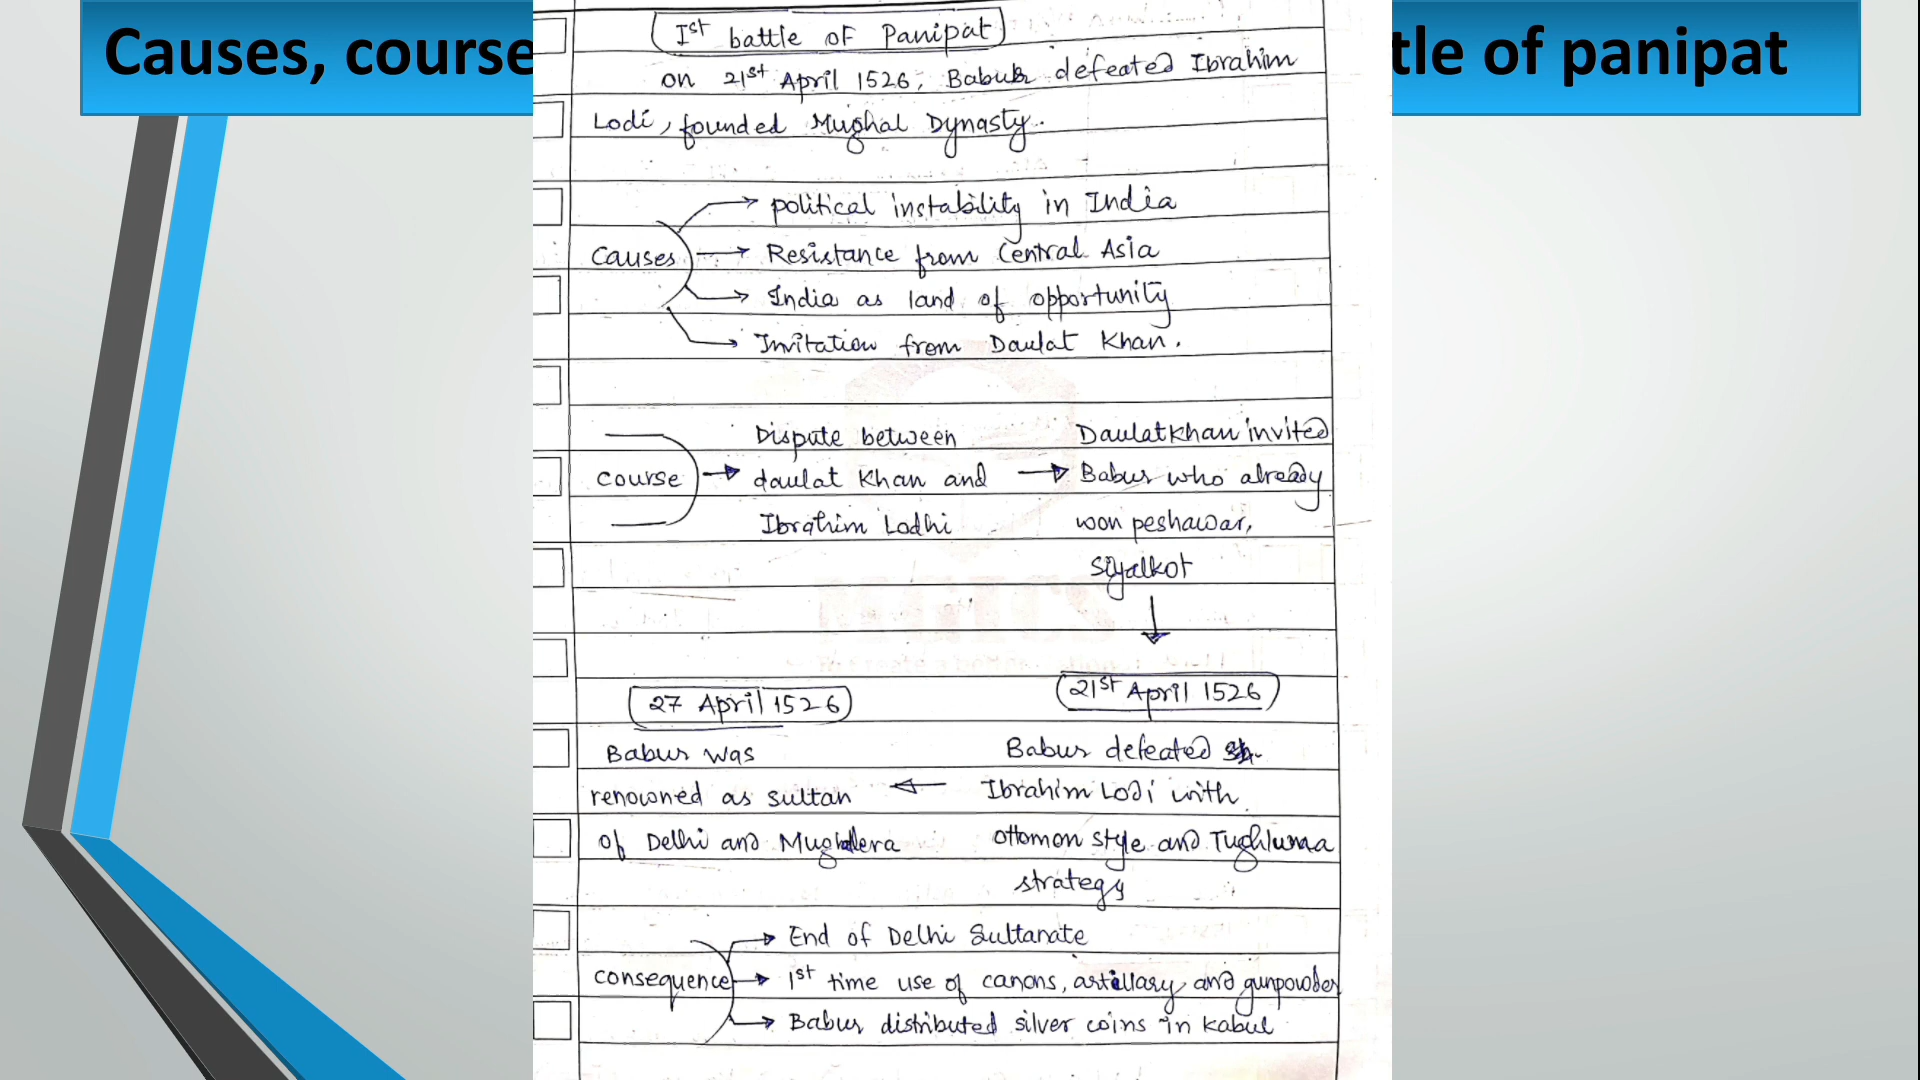 Causes, course
tle of panipat
Ist battle of Panipat
on 21st April 1526, Babur defeated Ibrahim
Lodi, founded Mughal Dynasty.
causes
→ political instability in India
→ Resistance from Central Asia
→ India as land of opportunity
→ Invitation from Daulat Khan.
course → Dispute between
daulat Khan and
Ibrahim Lodhi
→ Daulatkhan invited
Babur who already
won peshawar,
Siyalkot
↓
21st April 1526
Babur defeated
Ibrahim Lodi with
ottomon style and Tughluma
strategy
←
27 April 1526
Babur was
renowned as sultan
of Delhi and
consequence
→ End of Delhi Sultanate
→ 1st time use of canons, artillary and gunpowder
→ Babur distributed silver coins in kabul